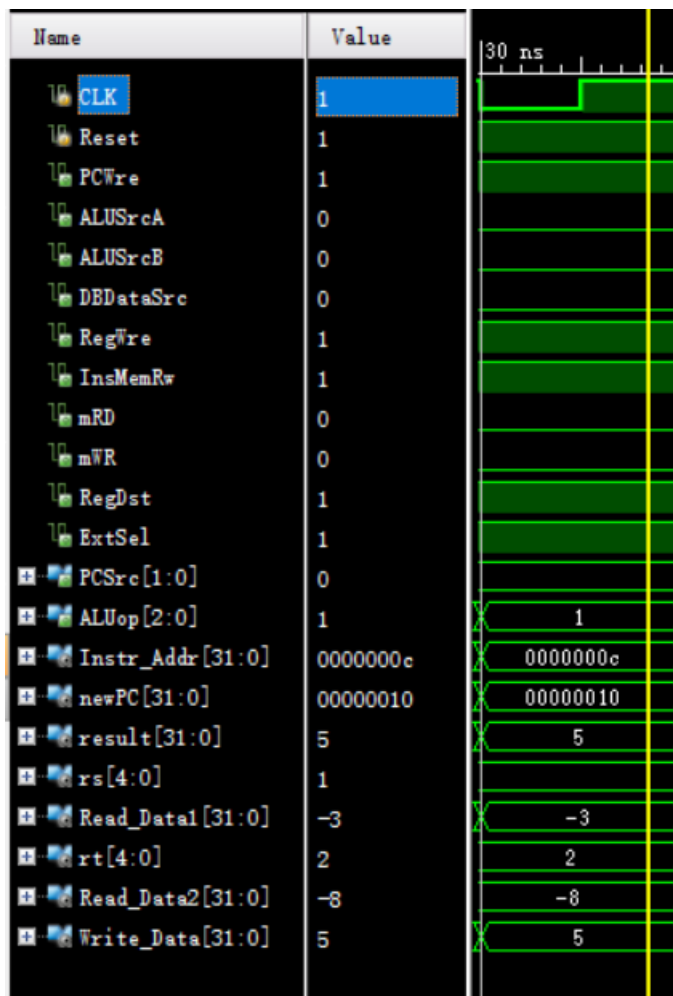 Name Value
30 ns
CLK 1
Reset 1
PCWre 1
ALUSrcA 0
ALUSrcB 0
DBDataSrc 0
RegWre 1
InsMemRw 1
mRD 0
mWR 0
RegDst 1
ExtSel 1
PCSrc[1:0] 0
ALUop[2:0] 1 1
Instr_Addr[31:0] 0000000c 0000000c
newPC[31:0] 00000010 00000010
result[31:0] 5 5
rs[4:0] 1
Read_Data1[31:0] -3 -3
rt[4:0] 2 2
Read_Data2[31:0] -8 -8
Write_Data[31:0] 5 5